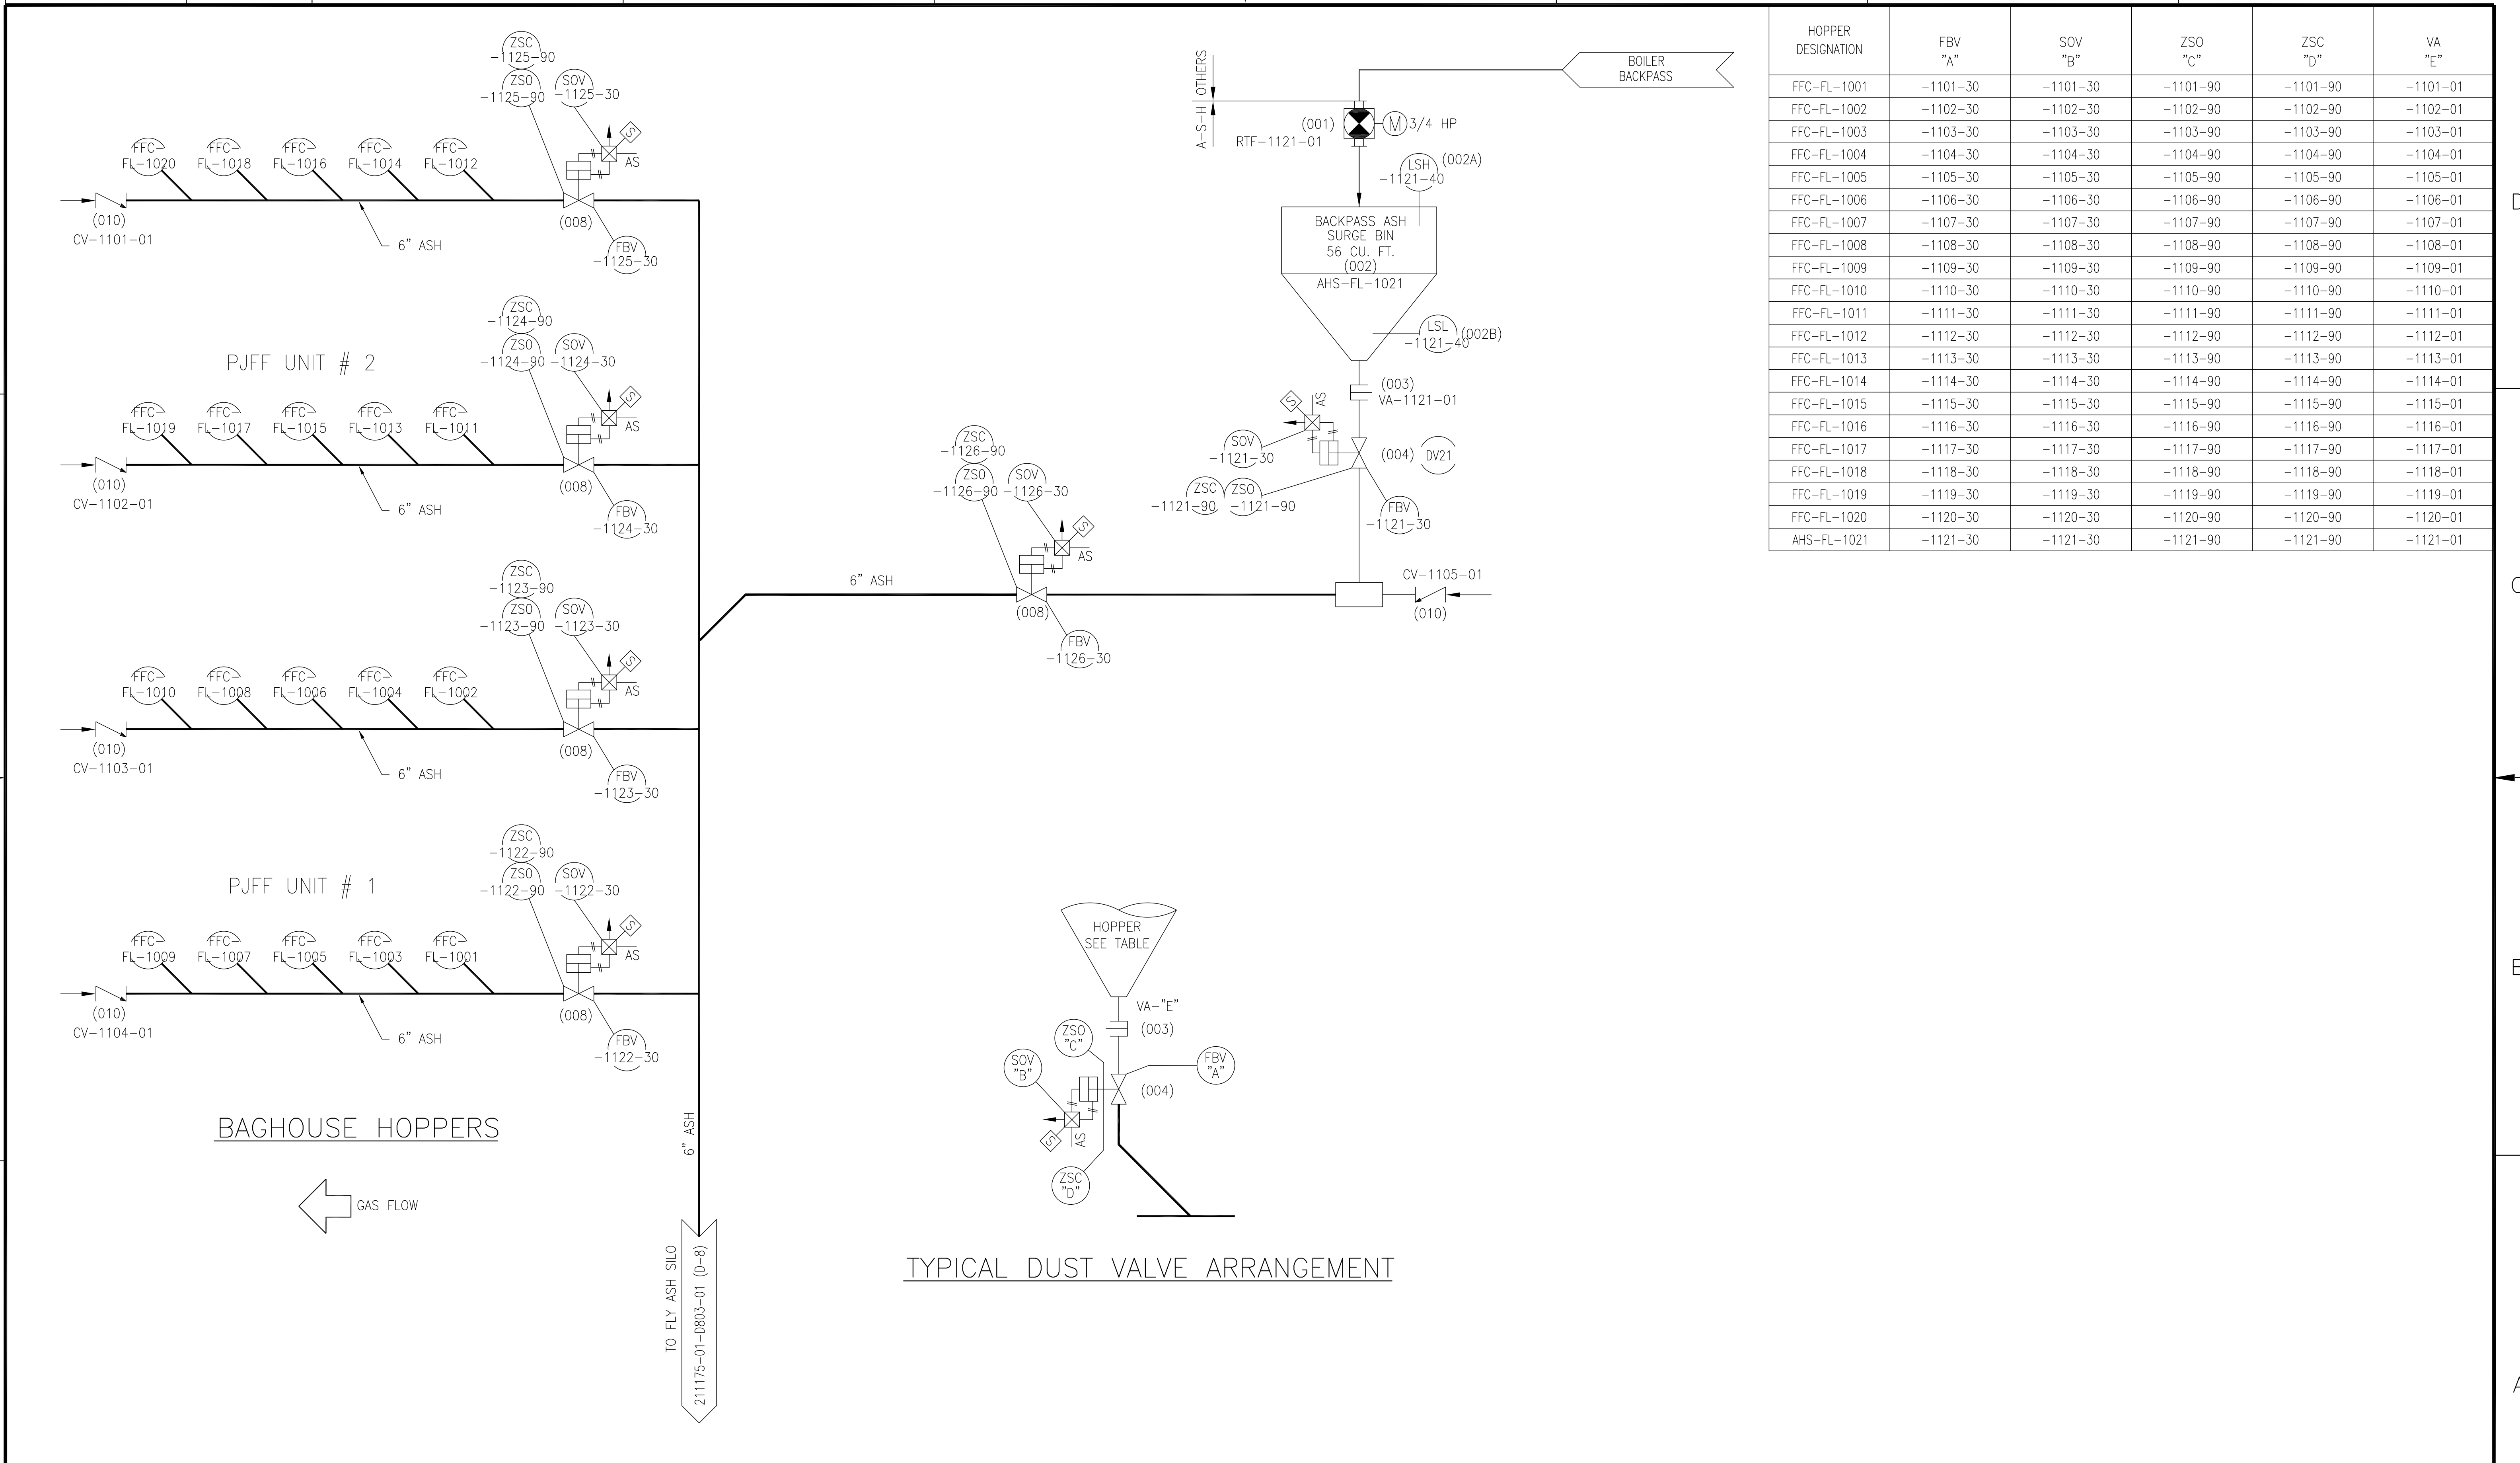 ZSC
-1125-90
ZSO
-1125-90
SOV
-1125-30
S
AS
FFC-
FL-1020
FFC-
FL-1018
FFC-
FL-1016
FFC-
FL-1014
FFC-
FL-1012
(010)
CV-1101-01
6" ASH
(008)
FBV
-1125-30
PJFF UNIT # 2
ZSC
-1124-90
ZSO
-1124-90
SOV
-1124-30
S
AS
FFC-
FL-1019
FFC-
FL-1017
FFC-
FL-1015
FFC-
FL-1013
FFC-
FL-1011
(010)
CV-1102-01
6" ASH
(008)
FBV
-1124-30
ZSC
-1123-90
ZSO
-1123-90
SOV
-1123-30
S
AS
FFC-
FL-1010
FFC-
FL-1008
FFC-
FL-1006
FFC-
FL-1004
FFC-
FL-1002
(010)
CV-1103-01
6" ASH
(008)
FBV
-1123-30
PJFF UNIT # 1
ZSC
-1122-90
ZSO
-1122-90
SOV
-1122-30
S
AS
FFC-
FL-1009
FFC-
FL-1007
FFC-
FL-1005
FFC-
FL-1003
FFC-
FL-1001
(010)
CV-1104-01
6" ASH
(008)
FBV
-1122-30
BAGHOUSE HOPPERS
GAS FLOW
6" ASH
TO FLY ASH SILO
211175-01-D803-01 (D-8)
6" ASH
ZSC
-1126-90
ZSO
-1126-90
SOV
-1126-30
S
AS
(008)
FBV
-1126-30
BOILER
BACKPASS
OTHERS
A-S-H
(001)
RTF-1121-01
M
3/4 HP
LSH
-1121-40
(002A)
BACKPASS ASH
SURGE BIN
56 CU. FT.
(002)
AHS-FL-1021
LSL
-1121-40
(002B)
(003)
VA-1121-01
S
AS
SOV
-1121-30
(004)
DV21
ZSC
-1121-90
ZSO
-1121-90
FBV
-1121-30
CV-1105-01
(010)
HOPPER
SEE TABLE
VA-"E"
(003)
ZSO
"C"
SOV
"B"
FBV
"A"
(004)
S
AS
ZSC
"D"
TYPICAL DUST VALVE ARRANGEMENT
HOPPER
DESIGNATION
FBV
"A"
SOV
"B"
ZSO
"C"
ZSC
"D"
VA
"E"
FFC-FL-1001 -1101-30 -1101-30 -1101-90 -1101-90 -1101-01
FFC-FL-1002 -1102-30 -1102-30 -1102-90 -1102-90 -1102-01
FFC-FL-1003 -1103-30 -1103-30 -1103-90 -1103-90 -1103-01
FFC-FL-1004 -1104-30 -1104-30 -1104-90 -1104-90 -1104-01
FFC-FL-1005 -1105-30 -1105-30 -1105-90 -1105-90 -1105-01
FFC-FL-1006 -1106-30 -1106-30 -1106-90 -1106-90 -1106-01
FFC-FL-1007 -1107-30 -1107-30 -1107-90 -1107-90 -1107-01
FFC-FL-1008 -1108-30 -1108-30 -1108-90 -1108-90 -1108-01
FFC-FL-1009 -1109-30 -1109-30 -1109-90 -1109-90 -1109-01
FFC-FL-1010 -1110-30 -1110-30 -1110-90 -1110-90 -1110-01
FFC-FL-1011 -1111-30 -1111-30 -1111-90 -1111-90 -1111-01
FFC-FL-1012 -1112-30 -1112-30 -1112-90 -1112-90 -1112-01
FFC-FL-1013 -1113-30 -1113-30 -1113-90 -1113-90 -1113-01
FFC-FL-1014 -1114-30 -1114-30 -1114-90 -1114-90 -1114-01
FFC-FL-1015 -1115-30 -1115-30 -1115-90 -1115-90 -1115-01
FFC-FL-1016 -1116-30 -1116-30 -1116-90 -1116-90 -1116-01
FFC-FL-1017 -1117-30 -1117-30 -1117-90 -1117-90 -1117-01
FFC-FL-1018 -1118-30 -1118-30 -1118-90 -1118-90 -1118-01
FFC-FL-1019 -1119-30 -1119-30 -1119-90 -1119-90 -1119-01
FFC-FL-1020 -1120-30 -1120-30 -1120-90 -1120-90 -1120-01
AHS-FL-1021 -1121-30 -1121-30 -1121-90 -1121-90 -1121-01